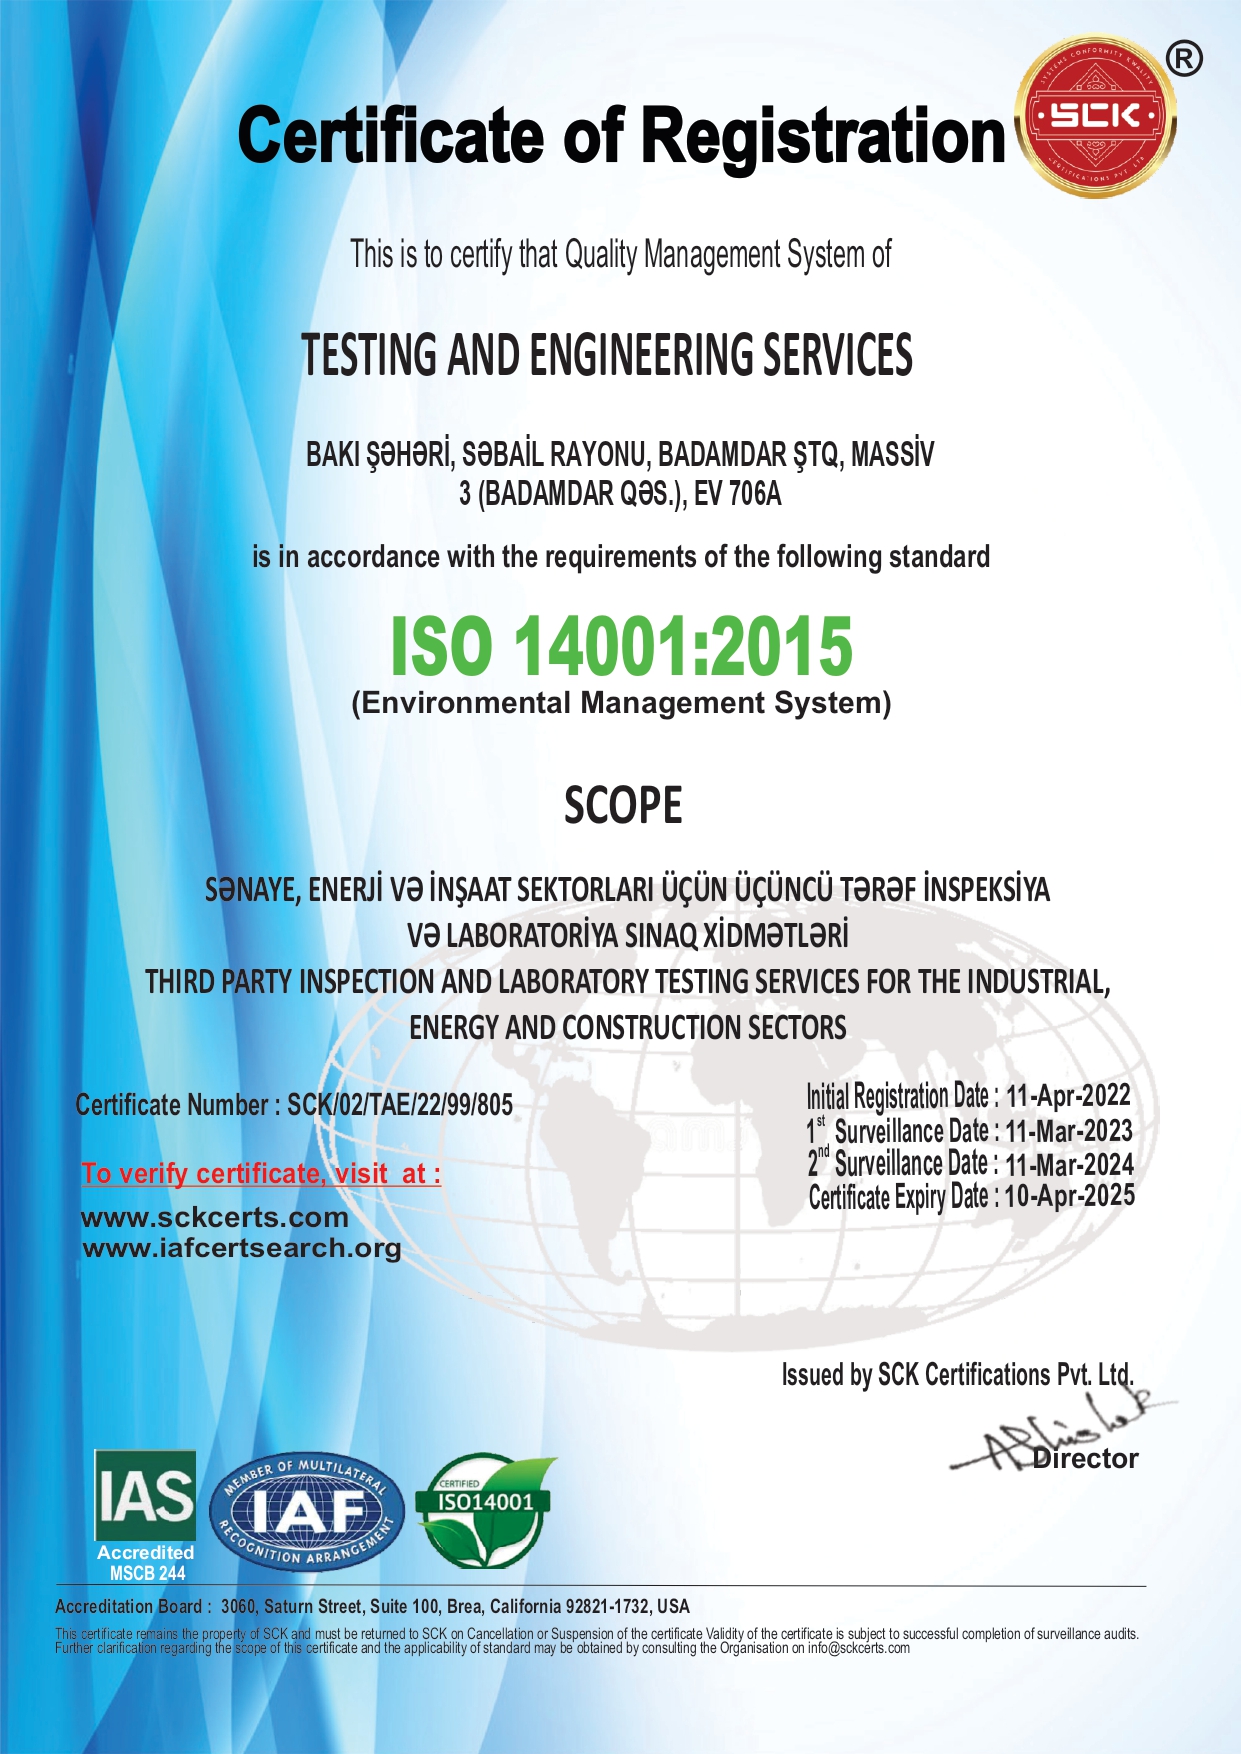 Certificate of Registration
®
SYSTEMS CONFORMITY KWALITY
SCK
CERTIFICATIONS PVT. LTD
This is to certify that Quality Management System of
TESTING AND ENGINEERING SERVICES
BAKI ŞƏHƏRİ, SƏBAİL RAYONU, BADAMDAR ŞTQ, MASSİV
3 (BADAMDAR QƏS.), EV 706A
is in accordance with the requirements of the following standard
ISO 14001:2015
(Environmental Management System)
SCOPE
SƏNAYE, ENERJİ VƏ İNŞAAT SEKTORLARI ÜÇÜN ÜÇÜNCÜ TƏRƏF İNSPEKSİYA
VƏ LABORATORİYA SINAQ XİDMƏTLƏRİ
THIRD PARTY INSPECTION AND LABORATORY TESTING SERVICES FOR THE INDUSTRIAL,
ENERGY AND CONSTRUCTION SECTORS
Certificate Number : SCK/02/TAE/22/99/805
To verify certificate, visit at :
www.sckcerts.com
www.iafcertsearch.org
Initial Registration Date : 11-Apr-2022
1st Surveillance Date : 11-Mar-2023
2nd Surveillance Date : 11-Mar-2024
Certificate Expiry Date : 10-Apr-2025
Issued by SCK Certifications Pvt. Ltd.
Abhishek
Director
IAS
Accredited
MSCB 244
MEMBER OF MULTILATERAL
IAF
RECOGNITION ARRANGEMENT
CERTIFIED
ISO14001
Accreditation Board : 3060, Saturn Street, Suite 100, Brea, California 92821-1732, USA
This certificate remains the property of SCK and must be returned to SCK on Cancellation or Suspension of the certificate Validity of the certificate is subject to successful completion of surveillance audits.
Further clarification regarding the scope of this certificate and the applicability of standard may be obtained by consulting the Organisation on info@sckcerts.com